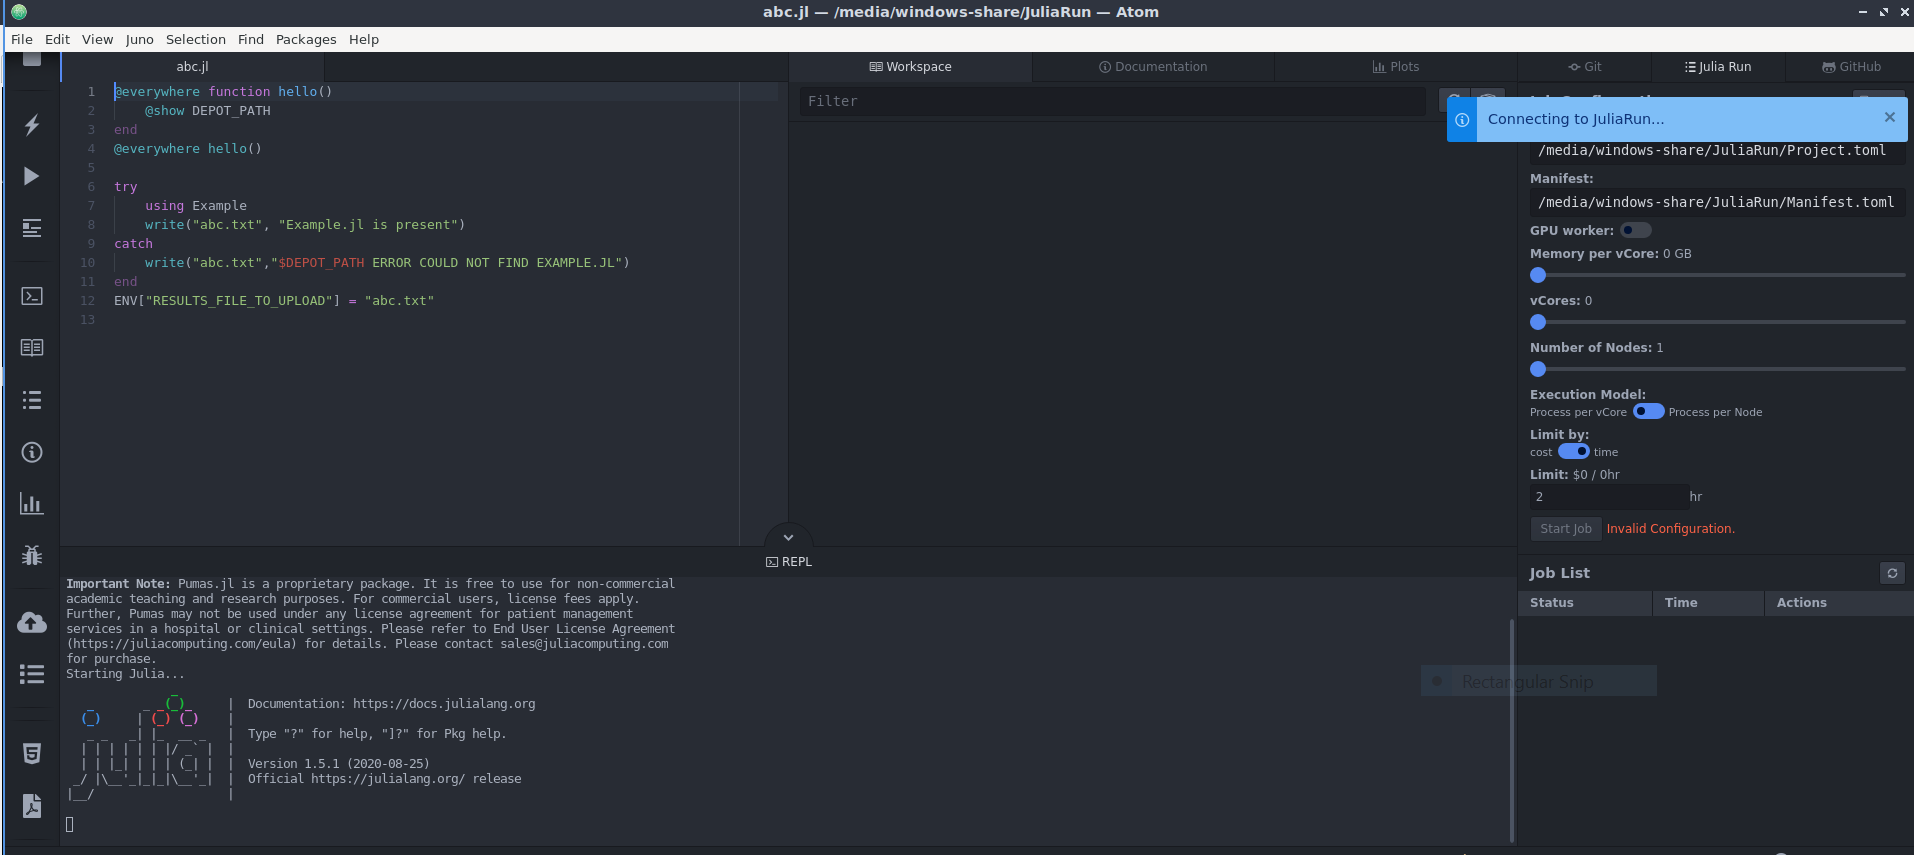 abc.jl — /media/windows-share/JuliaRun — Atom
File Edit View Juno Selection Find Packages Help
abc.jl
Workspace
Documentation
Plots
Git
Julia Run
GitHub
1 @everywhere function hello()
2 @show DEPOT_PATH
3 end
4 @everywhere hello()
5
6 try
7 using Example
8 write("abc.txt", "Example.jl is present")
9 catch
10 write("abc.txt","$DEPOT_PATH ERROR COULD NOT FIND EXAMPLE.JL")
11 end
12 ENV["RESULTS_FILE_TO_UPLOAD"] = "abc.txt"
13
Filter
Connecting to JuliaRun...
/media/windows-share/JuliaRun/Project.toml
Manifest:
/media/windows-share/JuliaRun/Manifest.toml
GPU worker:
Memory per vCore: 0 GB
vCores: 0
Number of Nodes: 1
Execution Model:
Process per vCore Process per Node
Limit by:
cost time
Limit: $0 / 0hr
2 hr
Start Job Invalid Configuration.
Job List
Status Time Actions
Rectangular Snip
REPL
Important Note: Pumas.jl is a proprietary package. It is free to use for non-commercial
academic teaching and research purposes. For commercial users, license fees apply.
Further, Pumas may not be used under any license agreement for patient management
services in a hospital or clinical settings. Please refer to End User License Agreement
(https://juliacomputing.com/eula) for details. Please contact sales@juliacomputing.com
for purchase.
Starting Julia...
Documentation: https://docs.julialang.org
Type "?" for help, "]?" for Pkg help.
Version 1.5.1 (2020-08-25)
Official https://julialang.org/ release